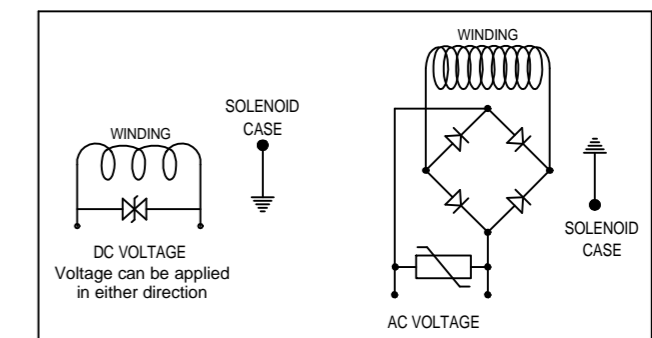 WINDING
SOLENOID
CASE
DC VOLTAGE
Voltage can be applied
in either direction
WINDING
SOLENOID
CASE
AC VOLTAGE